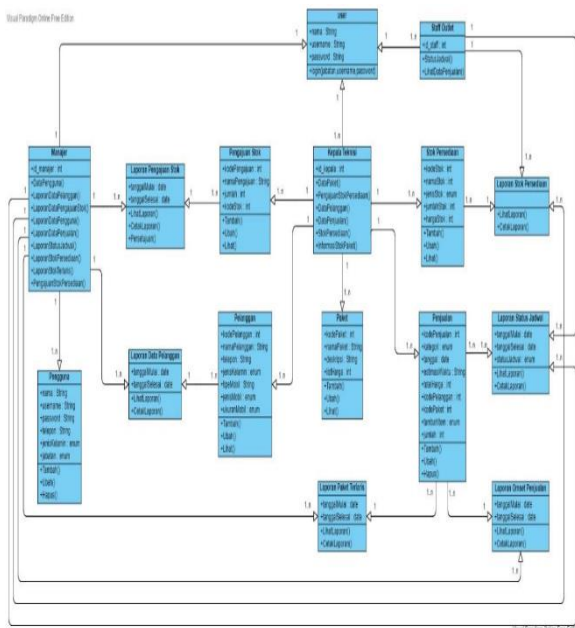 Visual Paradigm Online Free Edition
User
+nama : String
+username : String
+password : String
+login(jabatan,username,password)
Staff Outlet
+id_staff : int
+StatusJadwal()
+LihatDataPenjualan()
Manajer
+id_manajer : int
+DataPengguna()
+LaporanDataPelanggan()
+LaporanDataPengajuanStok()
+LaporanDataPengguna()
+LaporanDataPenjualan()
+LaporanStatusJadwal()
+LaporanStokPersediaan()
+LaporanStokTerlaris()
+PengajuanStokPersediaan()
Laporan Pengajuan Stok
+tanggalMulai : date
+tanggalSelesai : date
+LihatLaporan()
+CetakLaporan()
+Persetujuan()
Pengajuan Stok
+kodePengajuan : int
+namaPengajuan : String
+jumlah : int
+kodeStok : int
+Tambah()
+Ubah()
+Lihat()
Kepala Teknisi
+id_kepala : int
+DataPaket()
+PengajuanStokPersediaan()
+DataPelanggan()
+DataPenjualan()
+StokPersediaan()
+InformasiStokPaket()
Stok Persediaan
+kodeStok : int
+namaStok : String
+jenisStok : enum
+jumlahStok : int
+hargaStok : int
+Tambah()
+Ubah()
+Lihat()
Laporan Stok Persediaan
+LihatLaporan()
+CetakLaporan()
Pengguna
+nama : String
+username : String
+password : String
+telepon : String
+jenisKelamin : enum
+jabatan : enum
+Tambah()
+Ubah()
+Hapus()
Laporan Data Pelanggan
+tanggalMulai : date
+tanggalSelesai : date
+LihatLaporan()
+CetakLaporan()
Pelanggan
+kodePelanggan : int
+namaPelanggan : String
+telepon : String
+jenisKelamin : enum
+tipeMobil : String
+jenisMobil : enum
+ukuranMobil : enum
+Tambah()
+Ubah()
+Lihat()
Paket
+kodePaket : int
+namaPaket : String
+deskripsi : String
+Tambah()
+Ubah()
+Lihat()
Penjualan
+kodePenjualan : int
+kategori : enum
+tanggal : date
+estimasiWaktu : String
+totalHarga : int
+kodePelanggan : int
+kodePaket : int
+jumlah : int
+Tambah()
+Ubah()
+Hapus()
Laporan Status Jadwal
+tanggalMulai : date
+tanggalSelesai : date
+statusJadwal : enum
+LihatLaporan()
+CetakLaporan()
Laporan Paket Terlaris
+tanggalMulai : date
+tanggalSelesai : date
+LihatLaporan()
+CetakLaporan()
Laporan Omset Penjualan
+tanggalMulai : date
+tanggalSelesai : date
+LihatLaporan()
+CetakLaporan()